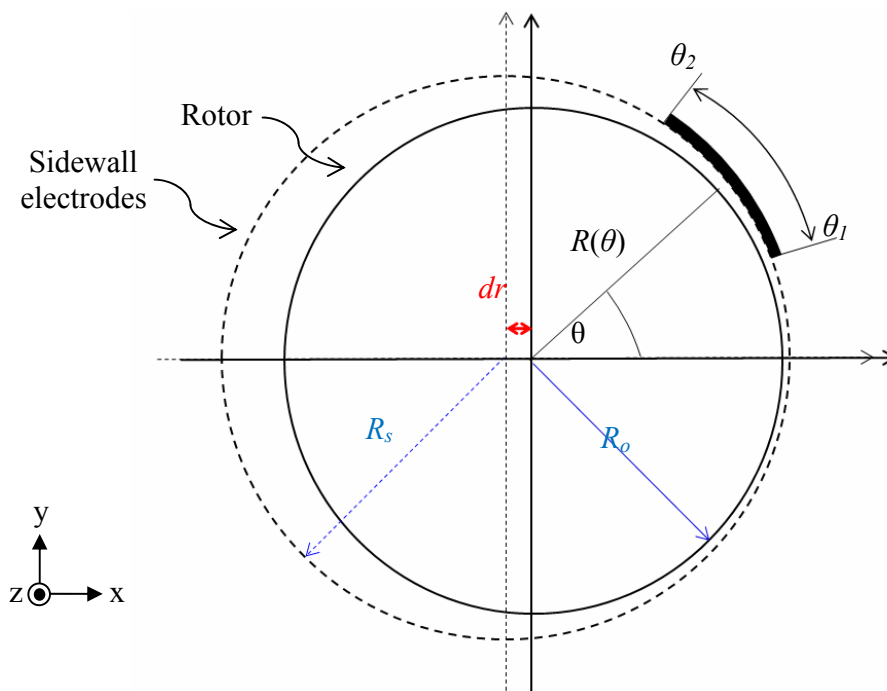 θ₂
Rotor
Sidewall
electrodes
θ₁
R(θ)
dr
θ
Rₛ
Rₒ
y
z
x